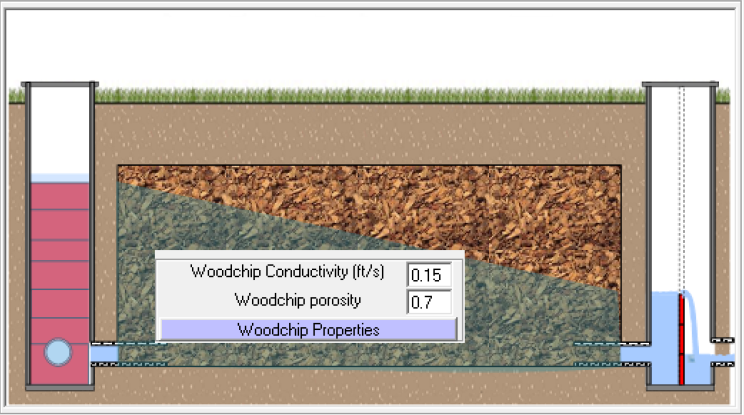 Woodchip Conductivity (ft/s) 0.15
Woodchip porosity 0.7
Woodchip Properties